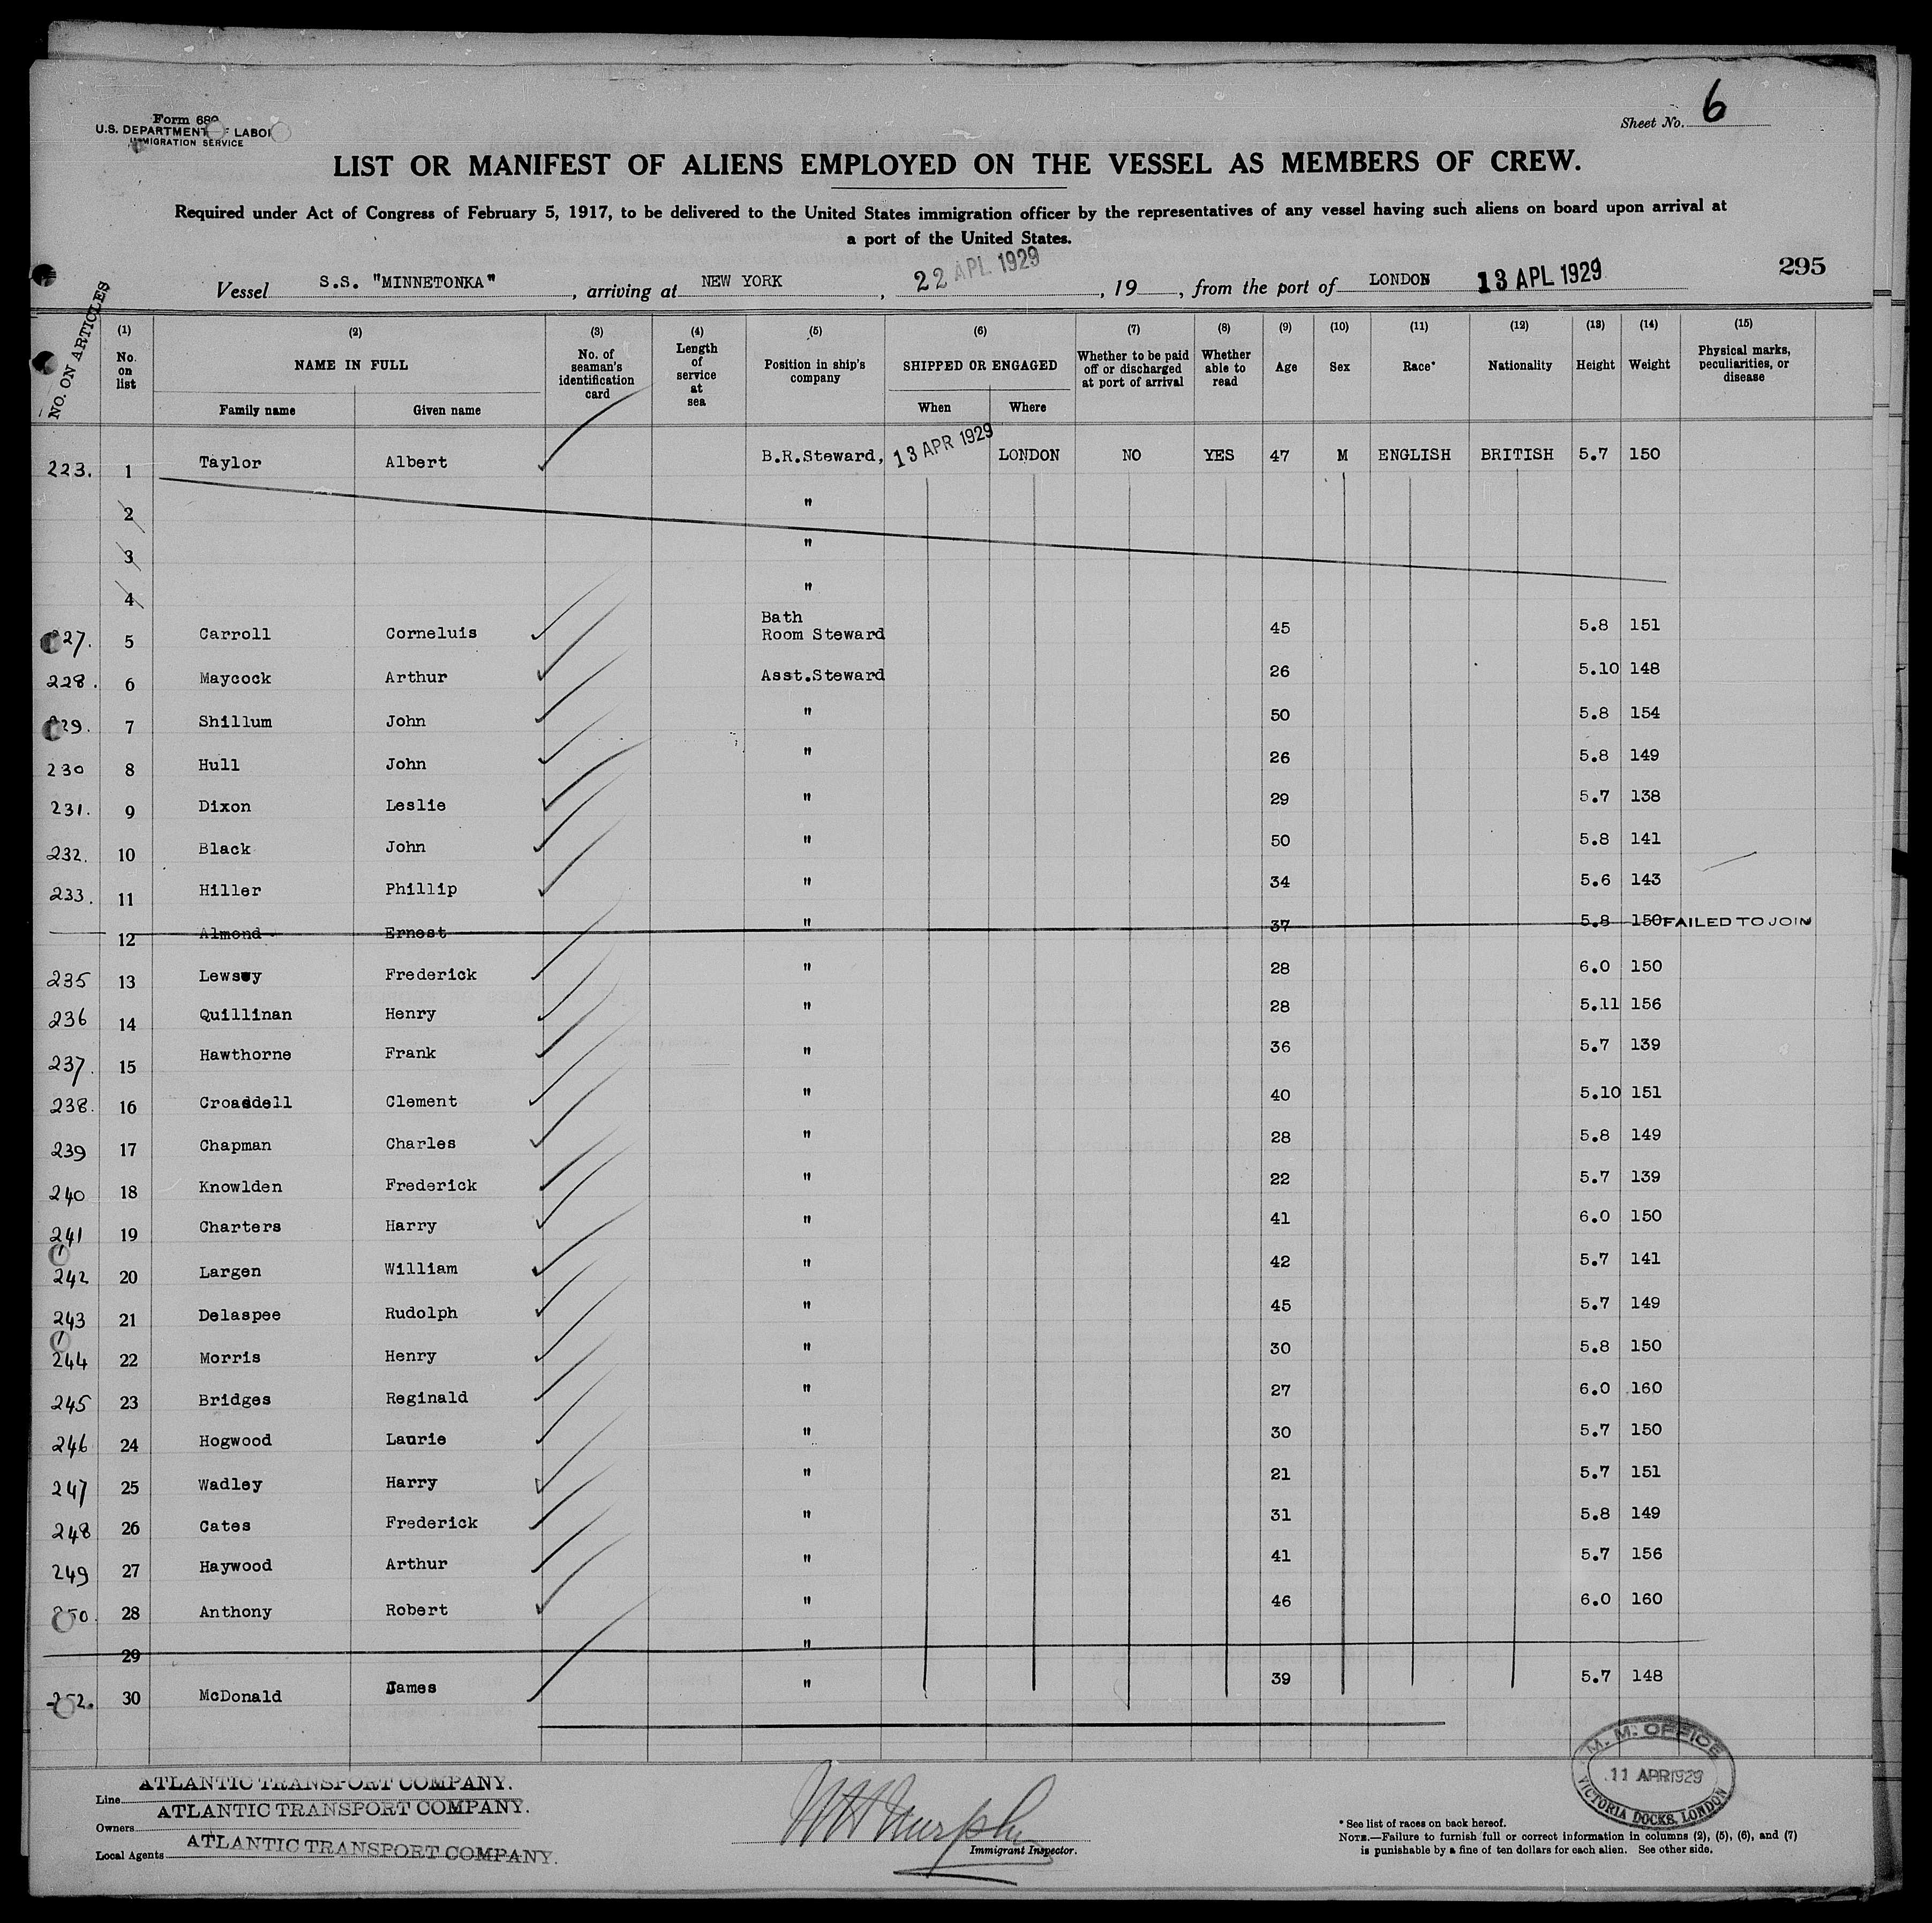 Form 689
U.S. DEPARTMENT OF LABOR
IMMIGRATION SERVICE
Sheet No. 6
LIST OR MANIFEST OF ALIENS EMPLOYED ON THE VESSEL AS MEMBERS OF CREW.
Required under Act of Congress of February 5, 1917, to be delivered to the United States immigration officer by the representatives of any vessel having such aliens on board upon arrival at
a port of the United States.
295
Vessel S.S. "MINNETONKA", arriving at NEW YORK, 22 APL 1929, 19, from the port of LONDON 13 APL 1929
NO. ON ARTICLES
(1) (2) (3) (4) (5) (6) (7) (8) (9) (10) (11) (12) (13) (14) (15)
No. on list
NAME IN FULL
Family name Given name
No. of seaman's identification card
Length of service at sea
Position in ship's company
SHIPPED OR ENGAGED
When Where
Whether to be paid off or discharged at port of arrival
Whether able to read
Age Sex Race* Nationality Height Weight
Physical marks, peculiarities, or disease
223. 1 Taylor Albert B.R.Steward, 13 APR 1929 LONDON NO YES 47 M ENGLISH BRITISH 5.7 150
2 "
3 "
4 "
227. 5 Carroll Corneluis Bath Room Steward 45 5.8 151
228. 6 Maycock Arthur Asst.Steward 26 5.10 148
229. 7 Shillum John " 50 5.8 154
230 8 Hull John " 26 5.8 149
231. 9 Dixon Leslie " 29 5.7 138
232. 10 Black John " 50 5.8 141
233. 11 Hiller Phillip " 34 5.6 143
12 Almond Ernest " 37 5.8 150 FAILED TO JOIN
235 13 Lewsey Frederick " 28 6.0 150
236 14 Quillinan Henry " 28 5.11 156
237. 15 Hawthorne Frank " 36 5.7 139
238. 16 Croaddell Clement " 40 5.10 151
239 17 Chapman Charles " 28 5.8 149
240 18 Knowlden Frederick " 22 5.7 139
241 19 Charters Harry " 41 6.0 150
242 20 Largen William " 42 5.7 141
243 21 Delaspee Rudolph " 45 5.7 149
244 22 Morris Henry " 30 5.8 150
245 23 Bridges Reginald " 27 6.0 160
246 24 Hogwood Laurie " 30 5.7 150
247 25 Wadley Harry " 21 5.7 151
248 26 Cates Frederick " 31 5.8 149
249 27 Haywood Arthur " 41 5.7 156
250. 28 Anthony Robert " 46 6.0 160
29 "
252. 30 McDonald James " 39 5.7 148
Line ATLANTIC TRANSPORT COMPANY.
Owners ATLANTIC TRANSPORT COMPANY.
Local Agents ATLANTIC TRANSPORT COMPANY.
WH Murphy
Immigrant Inspector.
M. M. OFFICE
11 APR 1929
VICTORIA DOCKS, LONDON
* See list of races on back hereof.
NOTE.—Failure to furnish full or correct information in columns (2), (5), (6), and (7)
is punishable by a fine of ten dollars for each alien. See other side.